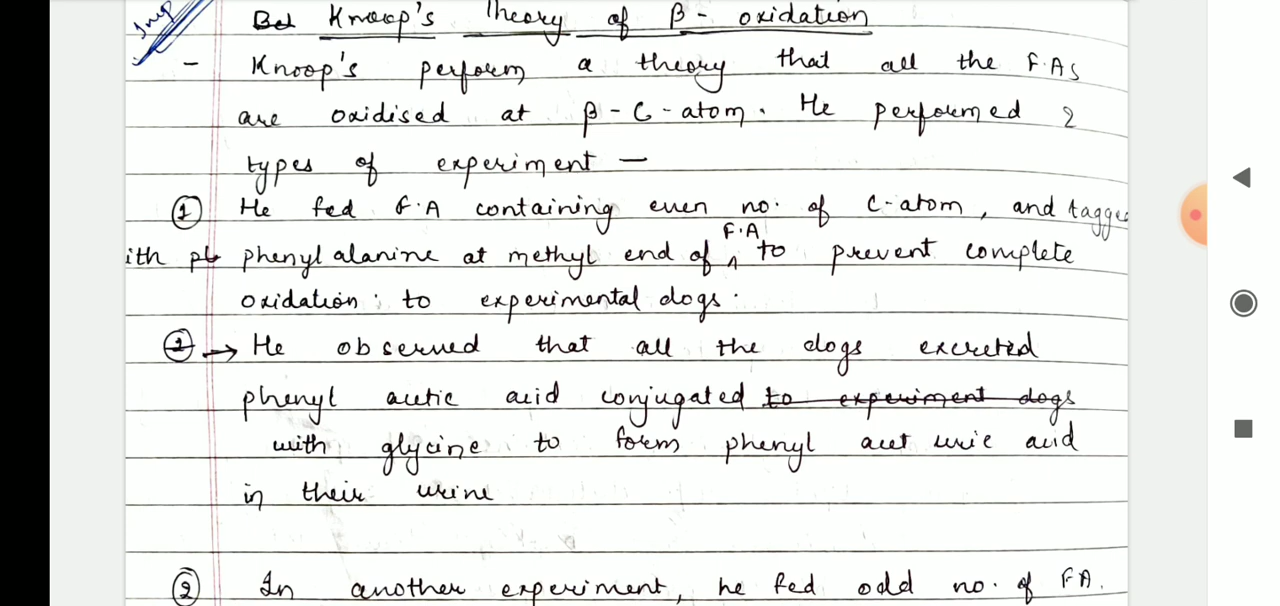 Imp
Bet Knoop's Theory of β - oxidation
- Knoop's perform a theory that all the F.As
are oxidised at β - C - atom. He performed 2
types of experiment —
① He fed F.A containing even no. of C-atom, and tagge
ith ph phenyl alanine at methyl end of ∧ F.A to prevent complete
oxidation to experimental dogs.
② → He observed that all the dogs excreted
phenyl acetic acid conjugated to experiment dogs
with glycine to form phenyl acet uric acid
in their urine
② In another experiment, he fed odd no. of FA.